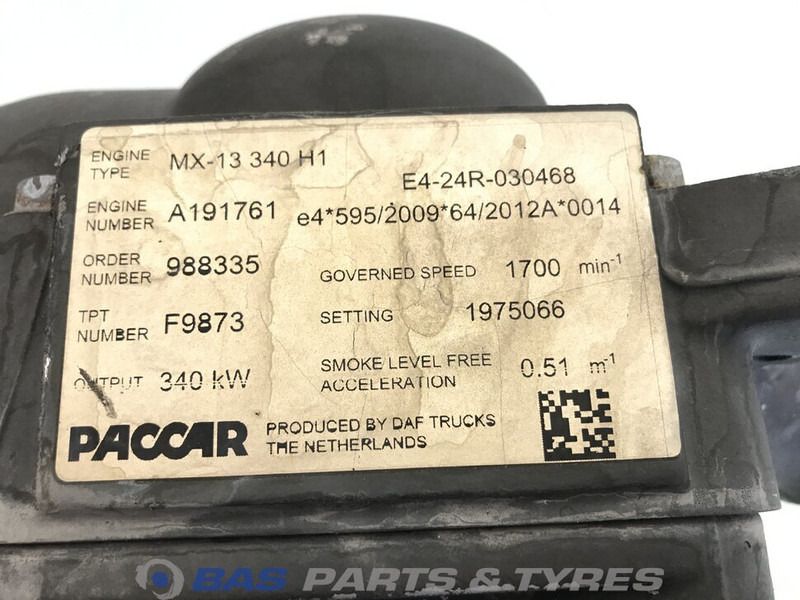 ENGINE TYPE MX-13 340 H1
E4-24R-030468
ENGINE NUMBER A191761 e4*595/2009*64/2012A*0014
ORDER NUMBER 988335
GOVERNED SPEED 1700 min-1
TPT NUMBER F9873
SETTING 1975066
OUTPUT 340 kW
SMOKE LEVEL FREE ACCELERATION 0.51 m-1
PACCAR
PRODUCED BY DAF TRUCKS
THE NETHERLANDS
BAS PARTS & TYRES